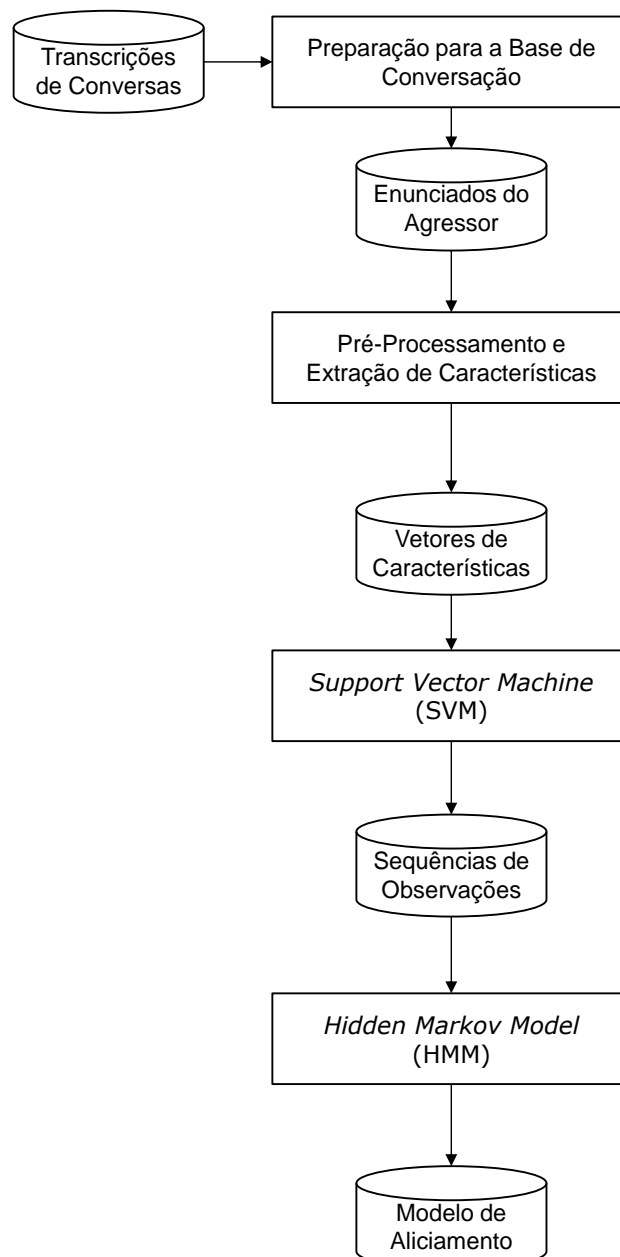 Transcrições
de Conversas
Preparação para a Base de
Conversação
Enunciados do
Agressor
Pré-Processamento e
Extração de Características
Vetores de
Características
Support Vector Machine
(SVM)
Sequências de
Observações
Hidden Markov Model
(HMM)
Modelo de
Aliciamento